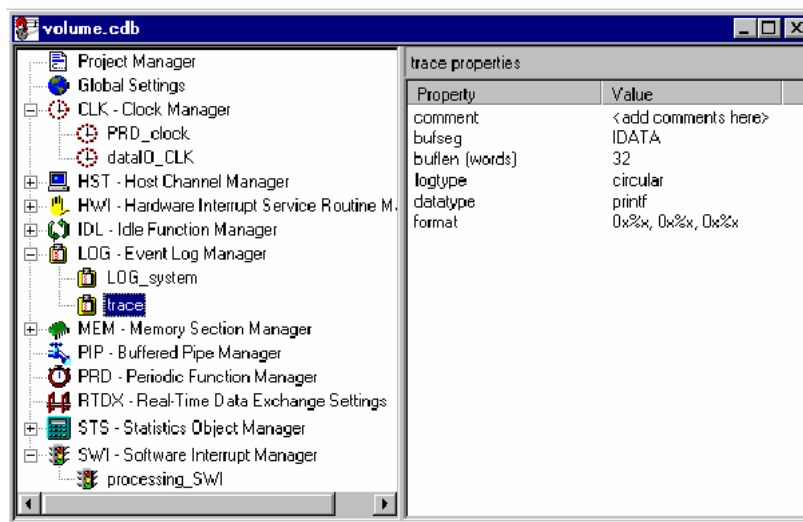 volume.cdb
Project Manager
Global Settings
CLK - Clock Manager
PRD_clock
dataIO_CLK
HST - Host Channel Manager
HWI - Hardware Interrupt Service Routine M
IDL - Idle Function Manager
LOG - Event Log Manager
LOG_system
trace
MEM - Memory Section Manager
PIP - Buffered Pipe Manager
PRD - Periodic Function Manager
RTDX - Real-Time Data Exchange Settings
STS - Statistics Object Manager
SWI - Software Interrupt Manager
processing_SWI
trace properties
Property Value
comment <add comments here>
bufseg IDATA
buflen (words) 32
logtype circular
datatype printf
format 0x%x, 0x%x, 0x%x